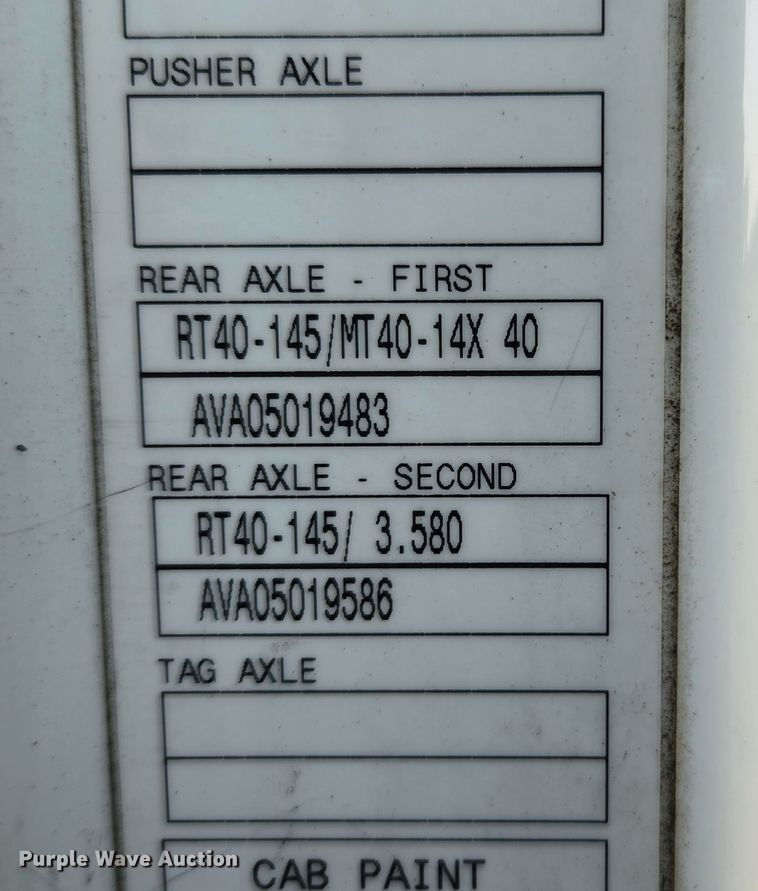 PUSHER AXLE
REAR AXLE - FIRST
RT40-145/MT40-14X 40
AVA05019483
REAR AXLE - SECOND
RT40-145/ 3.580
AVA05019586
TAG AXLE
CAB PAINT
Purple Wave Auction